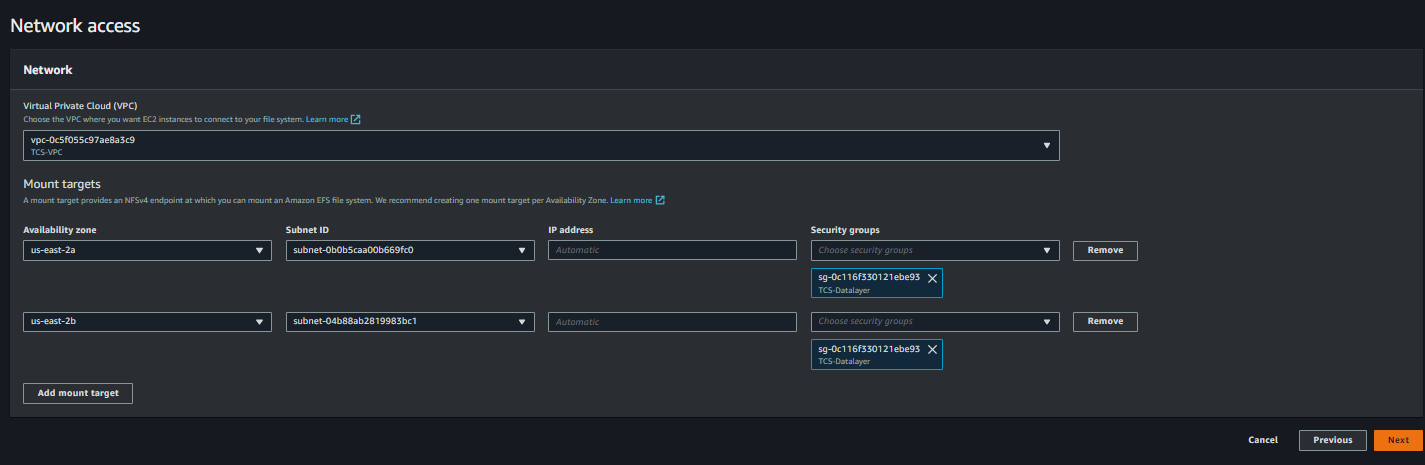 Network access
Network
Virtual Private Cloud (VPC)
Choose the VPC where you want EC2 instances to connect to your file system. Learn more
vpc-0c5f055c97ae8a3c9
TCS-VPC
Mount targets
A mount target provides an NFSv4 endpoint at which you can mount an Amazon EFS file system. We recommend creating one mount target per Availability Zone. Learn more
Availability zone Subnet ID IP address Security groups
us-east-2a subnet-0b0b5caa00b669fc0 Automatic Choose security groups Remove
sg-0c116f330121ebe93
TCS-Datalayer
us-east-2b subnet-04b88ab2819983bc1 Automatic Choose security groups Remove
sg-0c116f330121ebe93
TCS-Datalayer
Add mount target
Cancel Previous Next